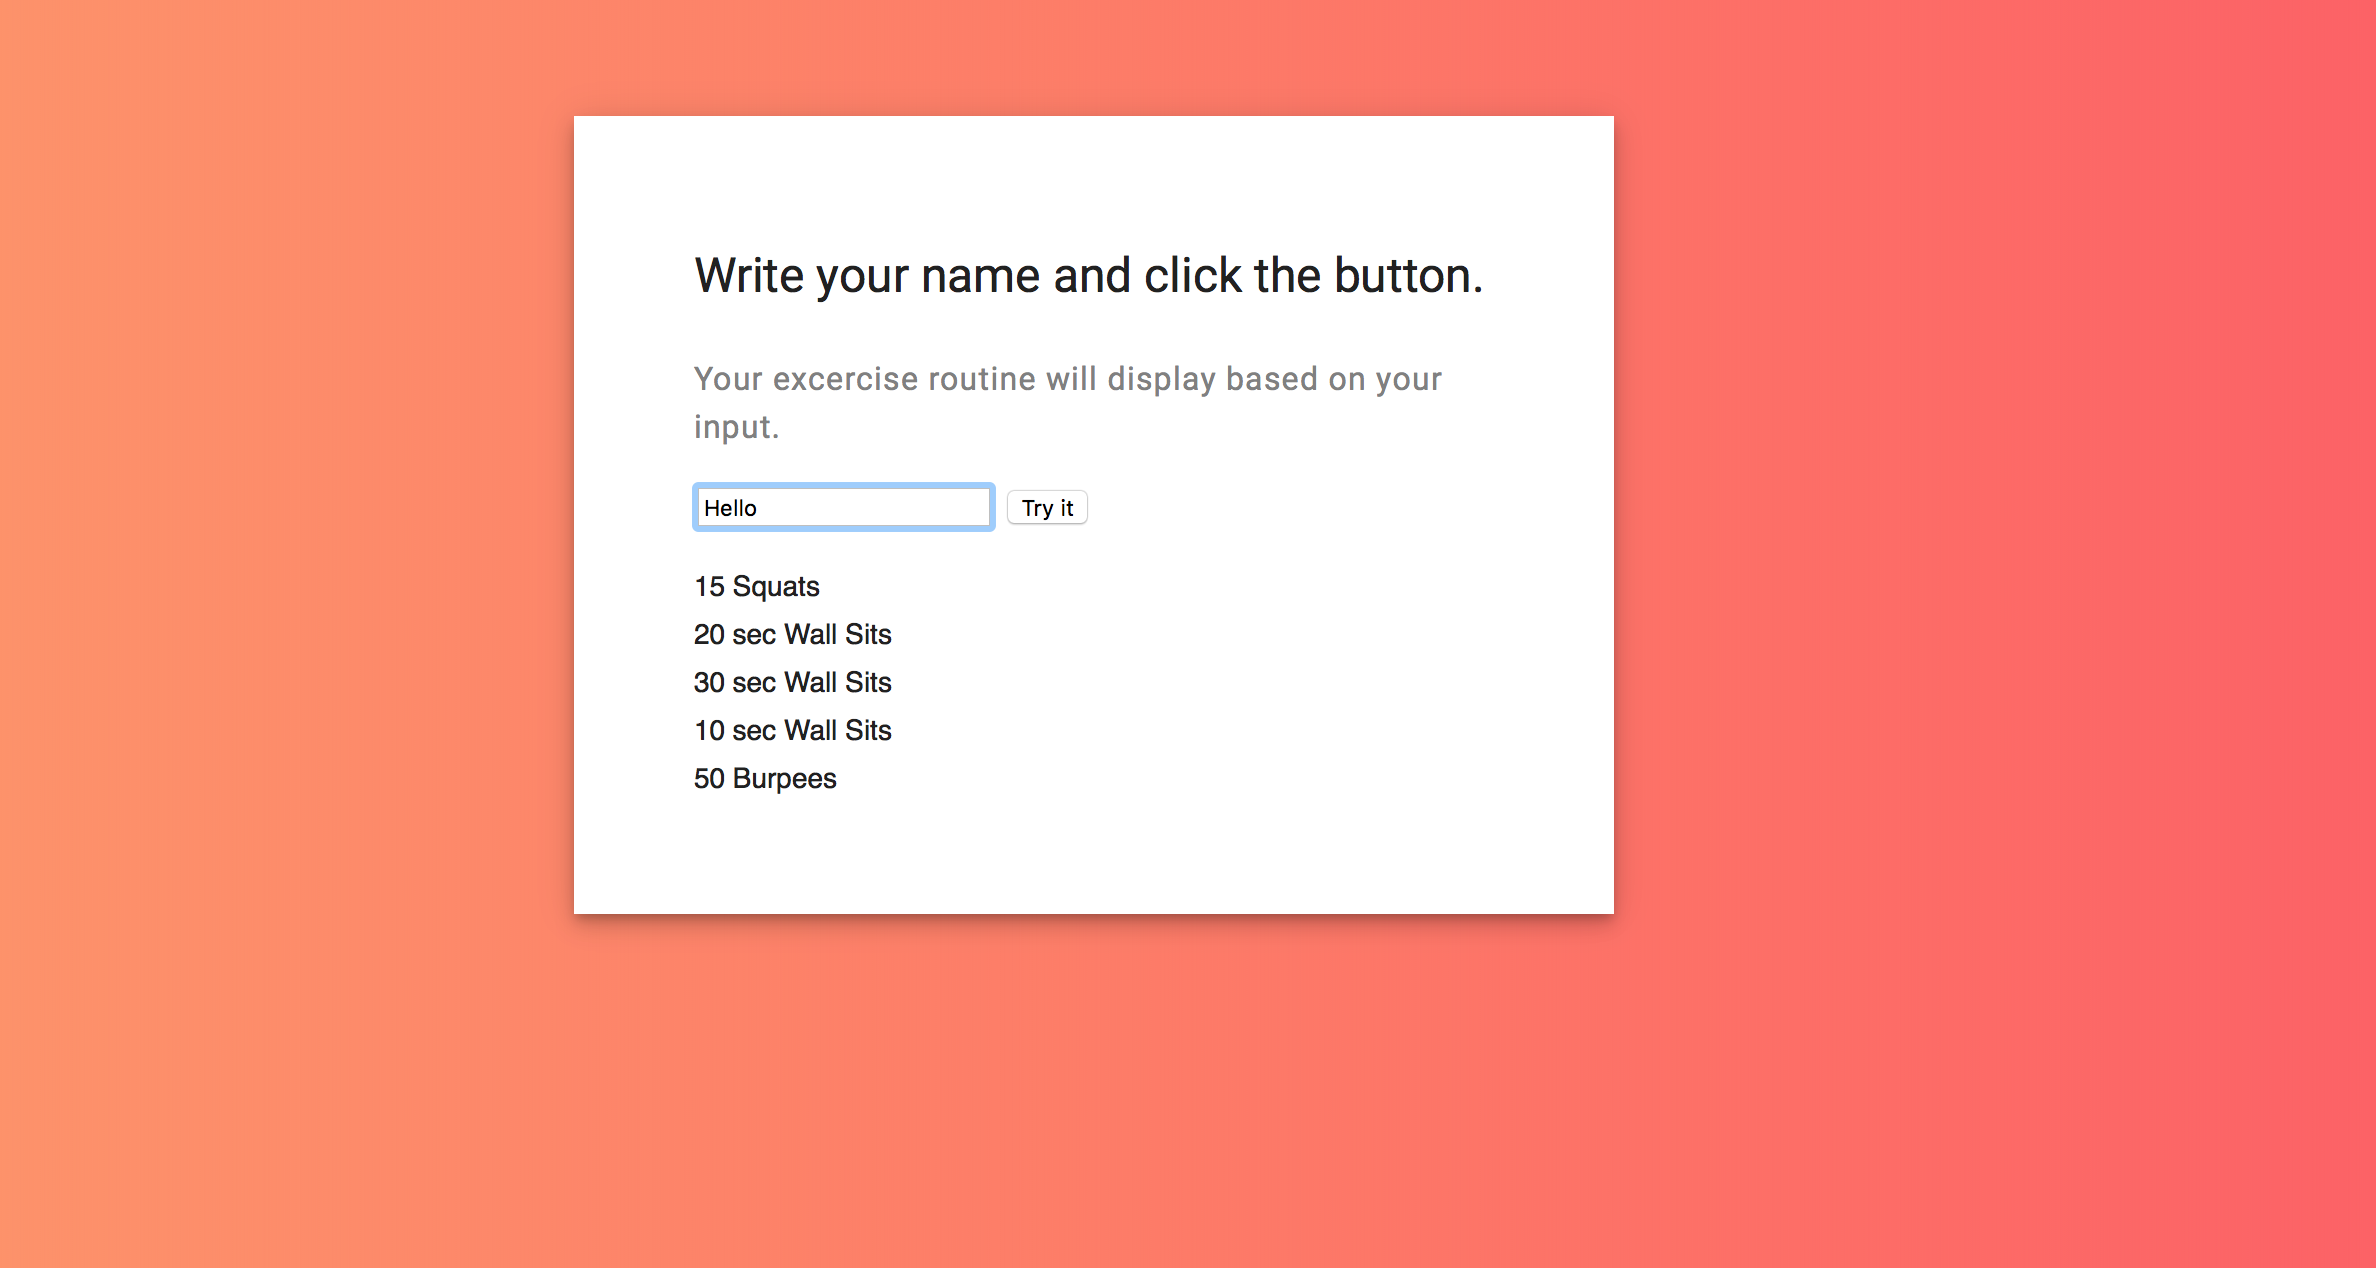 Write your name and click the button.
Your excercise routine will display based on your
input.
Hello Try it
15 Squats
20 sec Wall Sits
30 sec Wall Sits
10 sec Wall Sits
50 Burpees